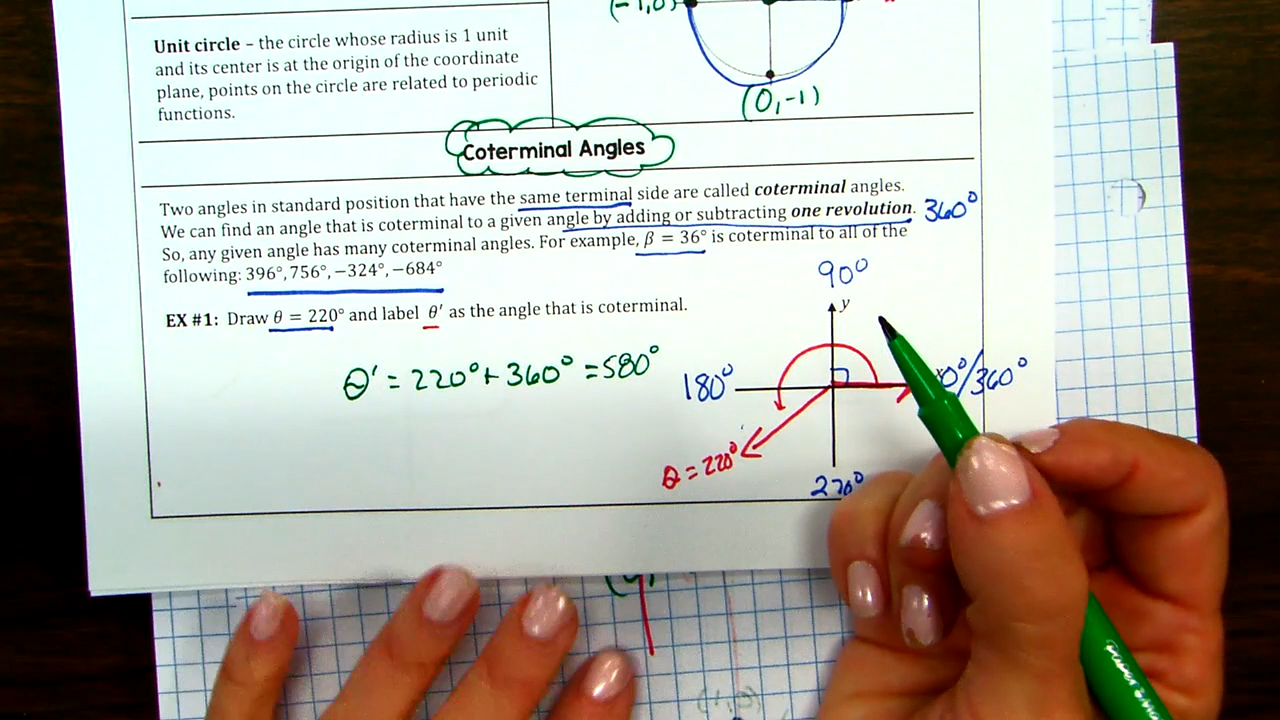 (-1,0)
Unit circle – the circle whose radius is 1 unit
and its center is at the origin of the coordinate
plane, points on the circle are related to periodic
functions.
(0,-1)
Coterminal Angles
Two angles in standard position that have the same terminal side are called coterminal angles.
We can find an angle that is coterminal to a given angle by adding or subtracting one revolution. 360°
So, any given angle has many coterminal angles. For example, β = 36° is coterminal to all of the
following: 396°, 756°, −324°, −684°
90°
EX #1: Draw θ = 220° and label θ' as the angle that is coterminal.
y
θ' = 220° + 360° = 580°
180°
x
0°/360°
θ = 220°
270°
(1,0)